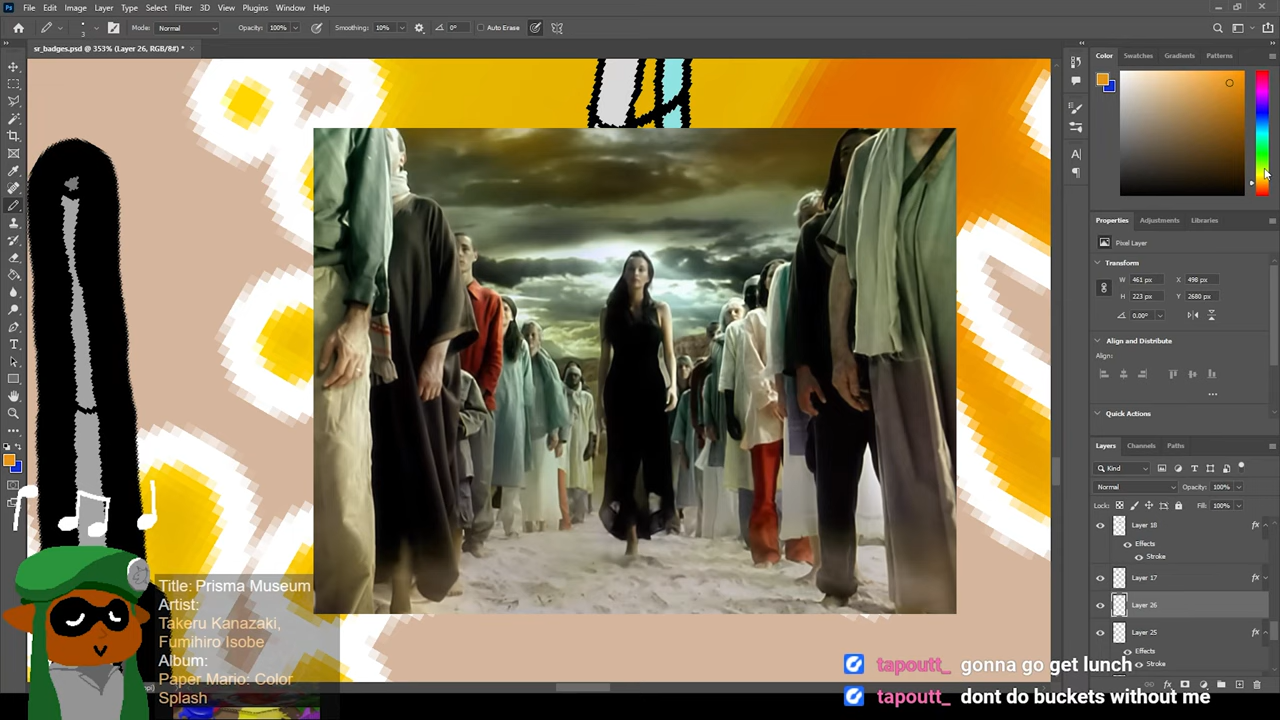 File Edit Image Layer Type Select Filter 3D View Plugins Window Help
3 Mode: Normal Opacity: 100% Smoothing: 10% 0° Auto Erase
sr_badges.psd @ 353% (Layer 26, RGB/8#) *
Color Swatches Gradients Patterns
Properties Adjustments Libraries
Pixel Layer
Transform
W 461 px X 498 px
H 223 px Y 2680 px
0.00°
Align and Distribute
Align:
Quick Actions
Layers Channels Paths
Kind
Normal Opacity: 100%
Lock: Fill: 100%
Layer 18 fx
Effects
Stroke
Layer 17 fx
Layer 26
Layer 25 fx
Effects
Stroke
Title: Prisma Museum
Artist:
Takeru Kanazaki,
Fumihiro Isobe
Album:
Paper Mario: Color
Splash
tapoutt_ gonna go get lunch
tapoutt_ dont do buckets without me